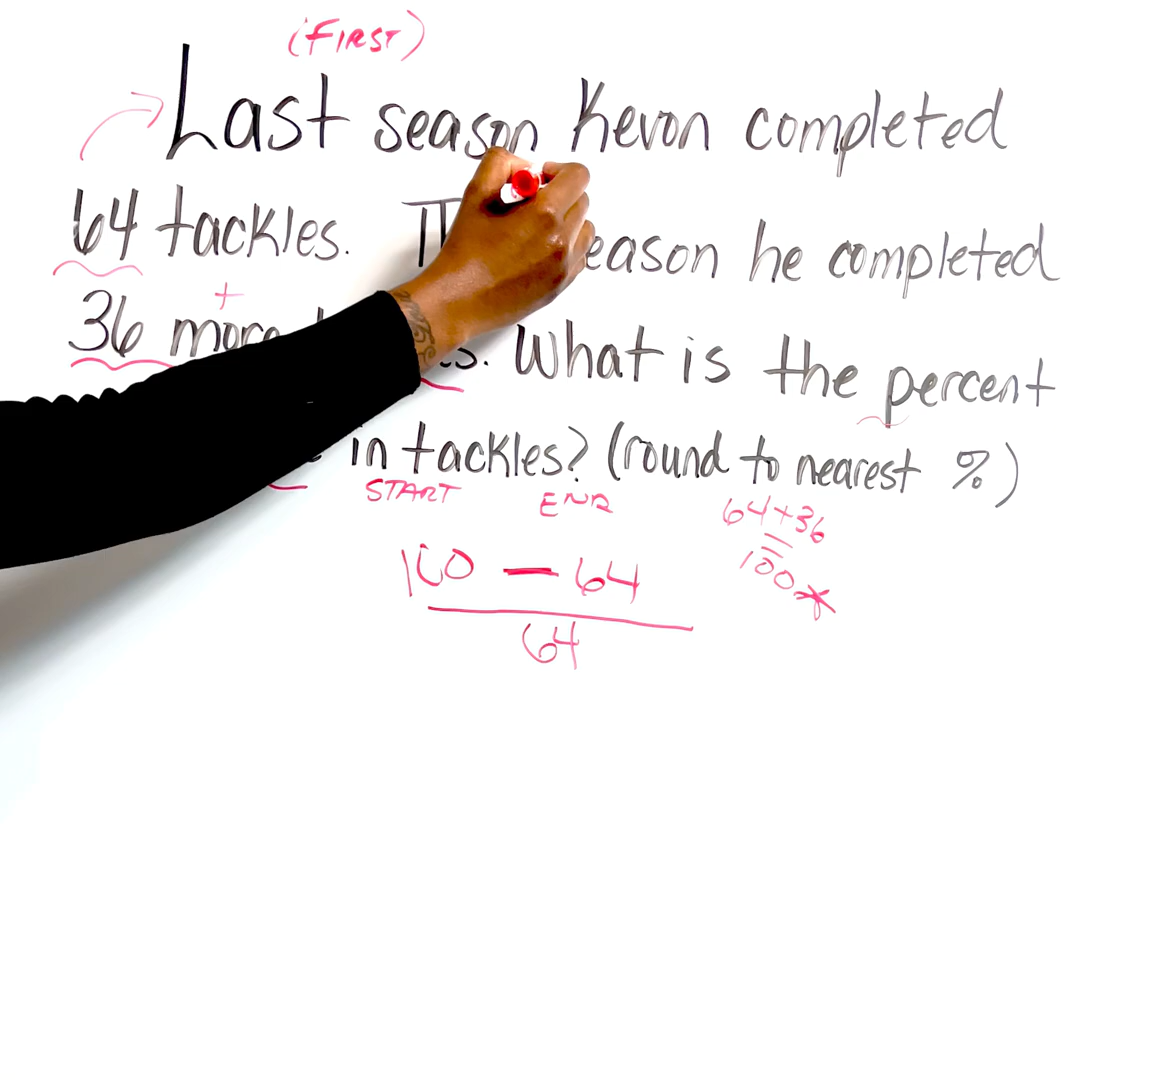 (FIRST)
Last season Kevon completed
64 tackles. eason he completed
+
36 more s. What is the percent
in tackles? (round to nearest %)
START END 64+36
=
100 - 64 100*
64